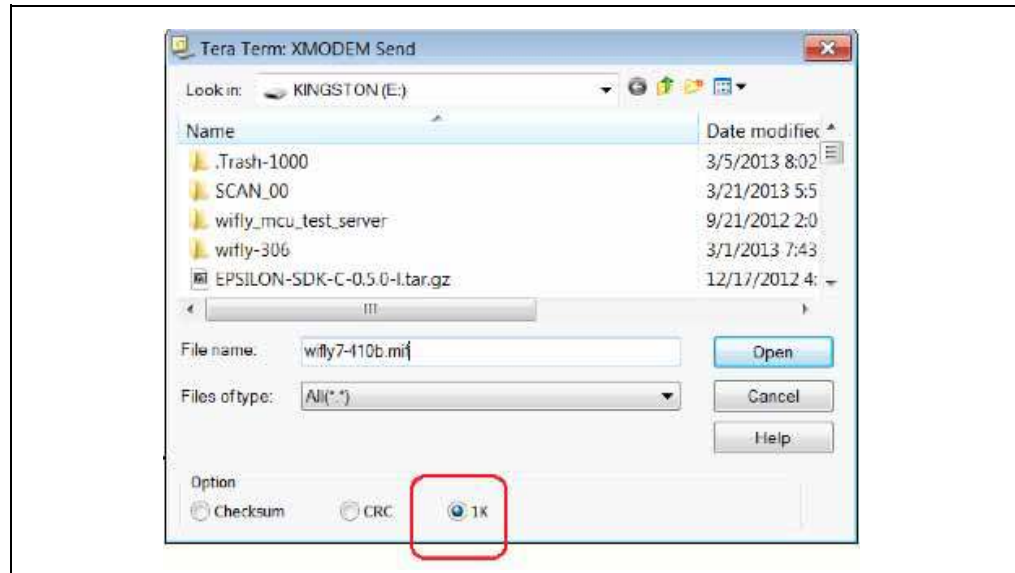 Tera Term: XMODEM Send
Look in: KINGSTON (E:)
Name Date modified
.Trash-1000 3/5/2013 8:02
SCAN_00 3/21/2013 5:5
wifly_mcu_test_server 9/21/2012 2:0
wifly-306 3/1/2013 7:43
EPSILON-SDK-C-0.5.0-I.tar.gz 12/17/2012 4:
File name: wifly7-410b.mif
Files of type: All(*.*)
Open
Cancel
Help
Option
Checksum CRC 1K